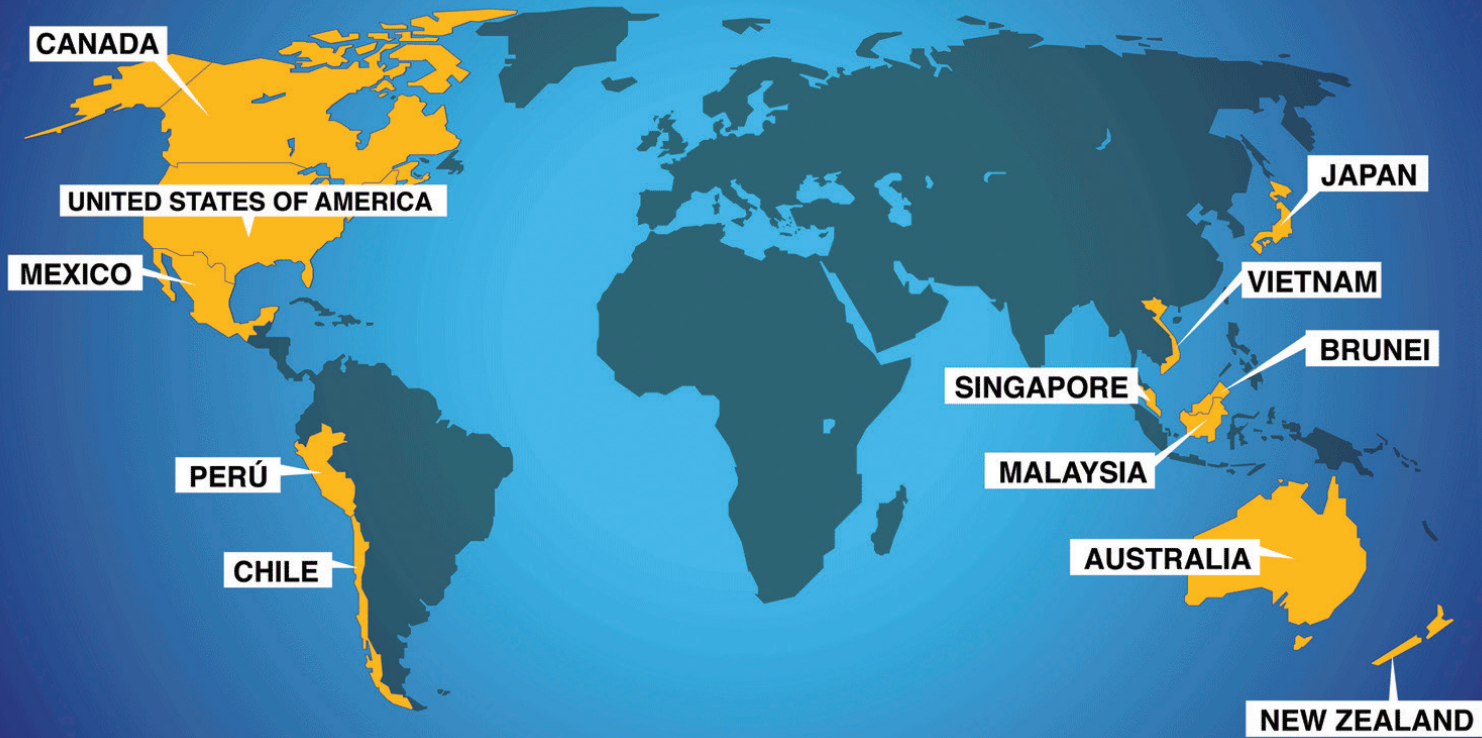 CANADA
UNITED STATES OF AMERICA
MEXICO
PERÚ
CHILE
JAPAN
VIETNAM
BRUNEI
SINGAPORE
MALAYSIA
AUSTRALIA
NEW ZEALAND